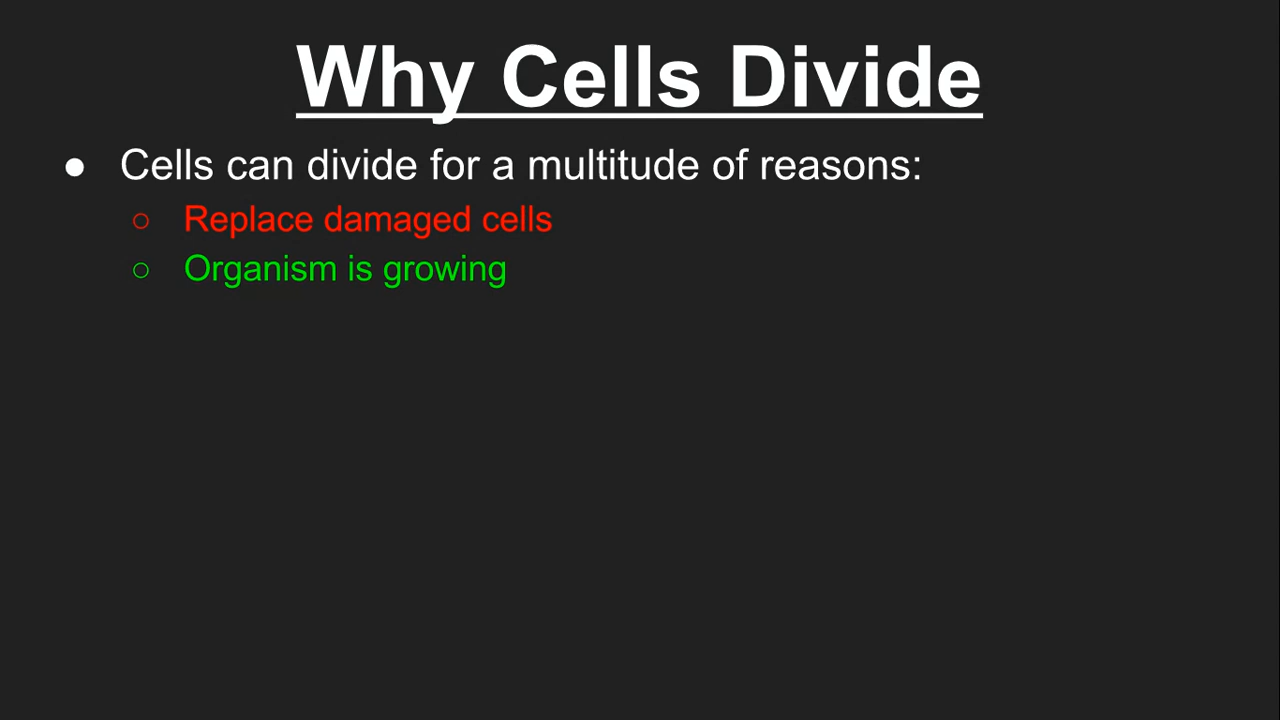 Why Cells Divide
● Cells can divide for a multitude of reasons:
○ Replace damaged cells
○ Organism is growing